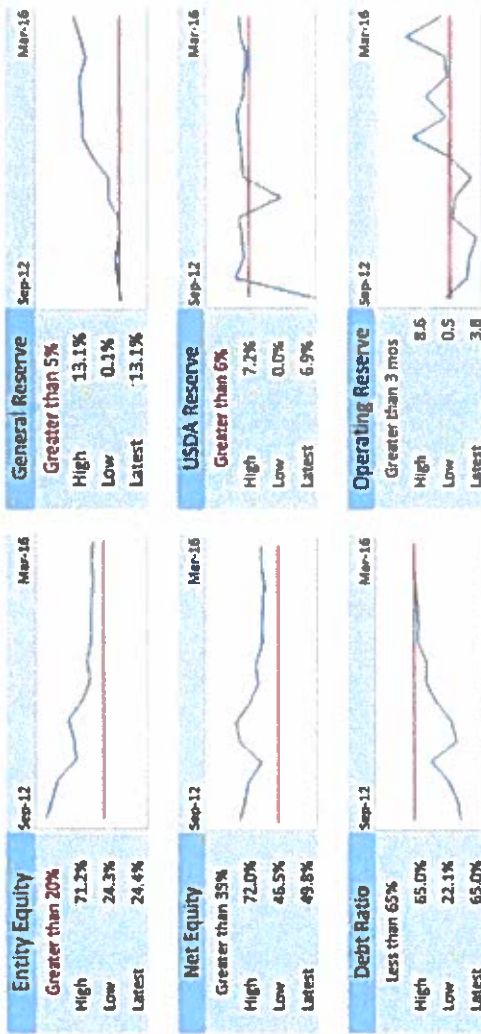 Entity Equity Sep-12 Mar-16
Greater than 20%
High 71.2%
Low 24.3%
Latest 24.4%
General Reserve Sep-12 Mar-16
Greater than 5%
High 13.1%
Low 0.1%
Latest 13.1%
Net Equity Sep-12 Mar-16
Greater than 39%
High 72.0%
Low 46.5%
Latest 49.8%
USDA Reserve Sep-12 Mar-16
Greater than 6%
High 7.2%
Low 0.0%
Latest 6.9%
Debt Ratio Sep-12 Mar-16
Less than 65%
High 65.0%
Low 22.1%
Latest 65.0%
Operating Reserve Sep-12 Mar-16
Greater than 3 mos
High 8.6
Low 0.5
Latest 3.8